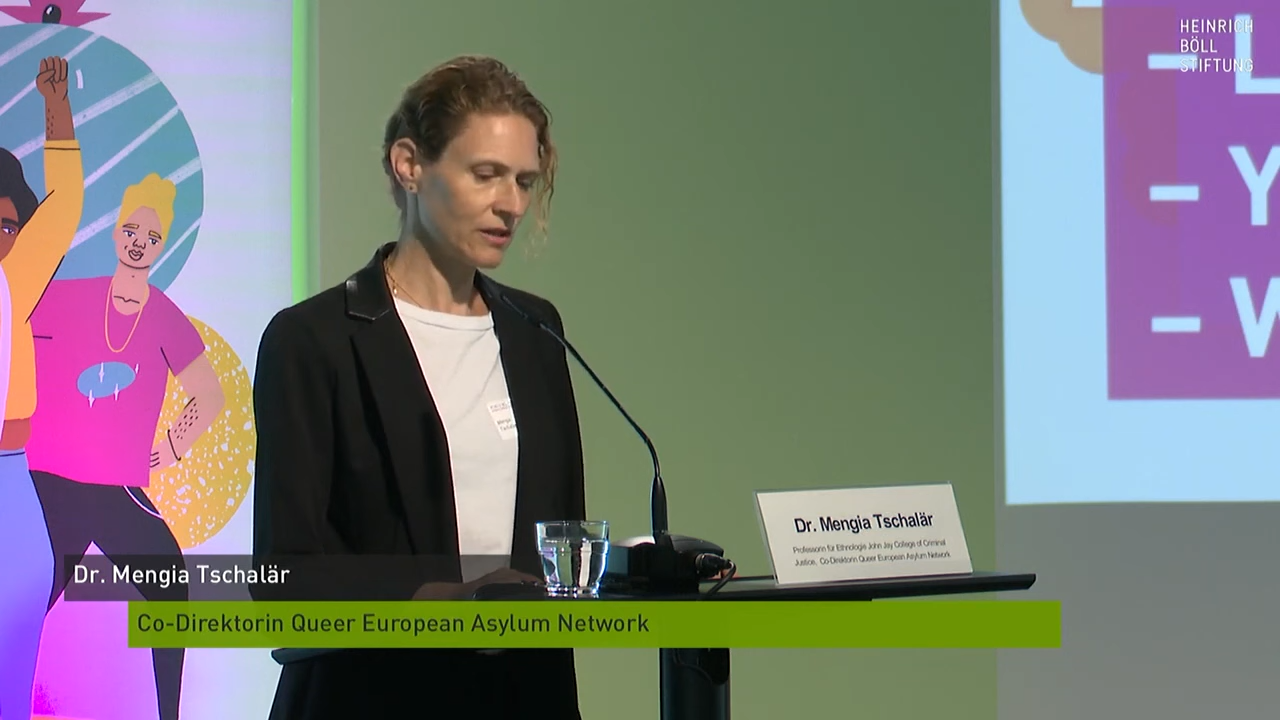 HEINRICH
BÖLL
STIFTUNG
L
Y
W
Dr. Mengia Tschalär
Professorin für Ethnologie John Jay College of Criminal
Justice, Co-Direktorin Queer European Asylum Network
Dr. Mengia Tschalär
Co-Direktorin Queer European Asylum Network